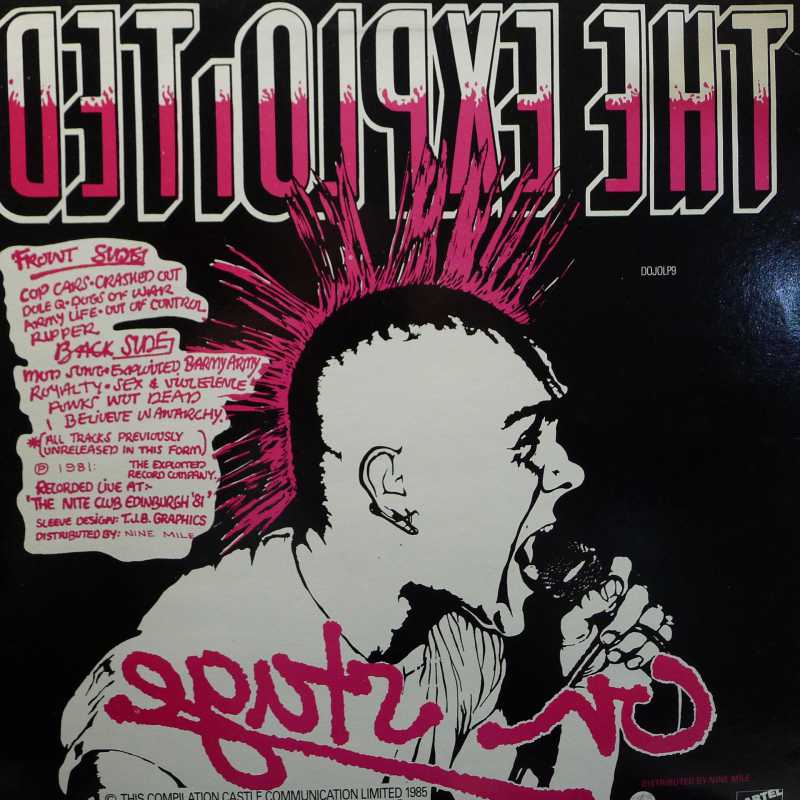 THE EXPLOITED
DOJOLP9
FRONT SIDE
COP CARS • CRASHED OUT
DOLE Q • DOGS OF WAR
ARMY LIFE • OUT OF CONTROL
RIPPER
BACK SIDE
MOD SONG • EXPLOITED BARMY ARMY
ROYALTY • SEX & VIOLELENCE
PUNKS NOT DEAD
I BELIEVE IN ANARCHY.
*(ALL TRACKS PREVIOUSLY
UNRELEASED IN THIS FORM)
℗ 1981: THE EXPLOITED
RECORD COMPANY.
RECORDED LIVE AT:-
'THE NITE CLUB EDINBURGH '81'
SLEEVE DESIGN: T.J.B. GRAPHICS
DISTRIBUTED BY: NINE MILE
on stage
DISTRIBUTED BY NINE MILE
© THIS COMPILATION CASTLE COMMUNICATION LIMITED 1985